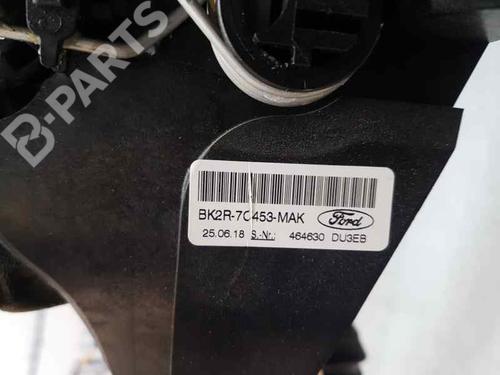 B-PARTS
BK2R-7C453-MAK Ford
25.06.18 S.-Nr.: 464630 DU3EB